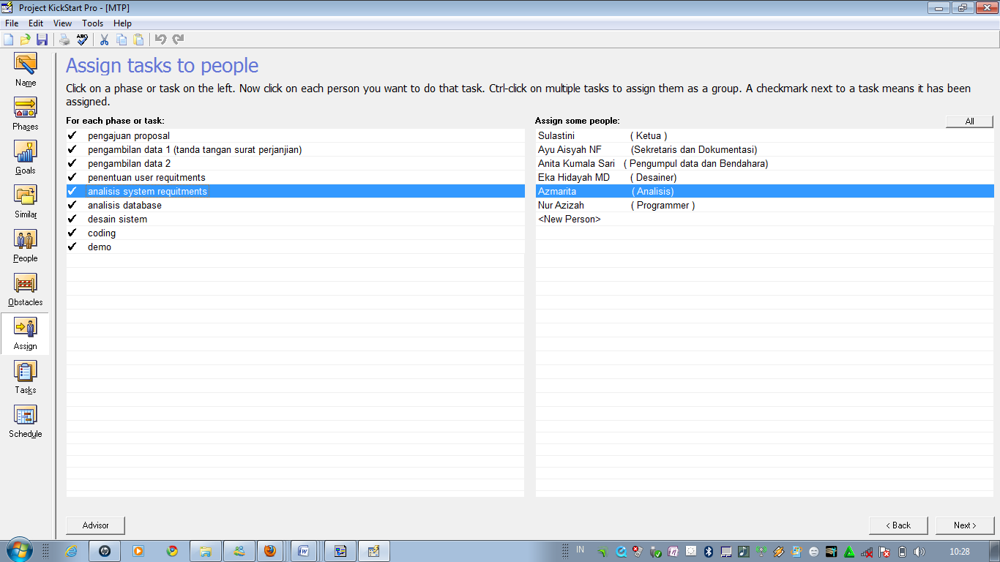 Project KickStart Pro - [MTP]
File Edit View Tools Help
ABC
Name
Phases
Goals
Similar
People
Obstacles
Assign
Tasks
Schedule
Assign tasks to people
Click on a phase or task on the left. Now click on each person you want to do that task. Ctrl-click on multiple tasks to assign them as a group. A checkmark next to a task means it has been
assigned.
For each phase or task:
pengajuan proposal
pengambilan data 1 (tanda tangan surat perjanjian)
pengambilan data 2
penentuan user requitments
analisis system requitments
analisis database
desain sistem
coding
demo
Assign some people:
All
Sulastini ( Ketua )
Ayu Aisyah NF (Sekretaris dan Dokumentasi)
Anita Kumala Sari ( Pengumpul data dan Bendahara)
Eka Hidayah MD ( Desainer)
Azmarita ( Analisis)
Nur Azizah ( Programmer )
<New Person>
Advisor
< Back
Next >
IN
10:28